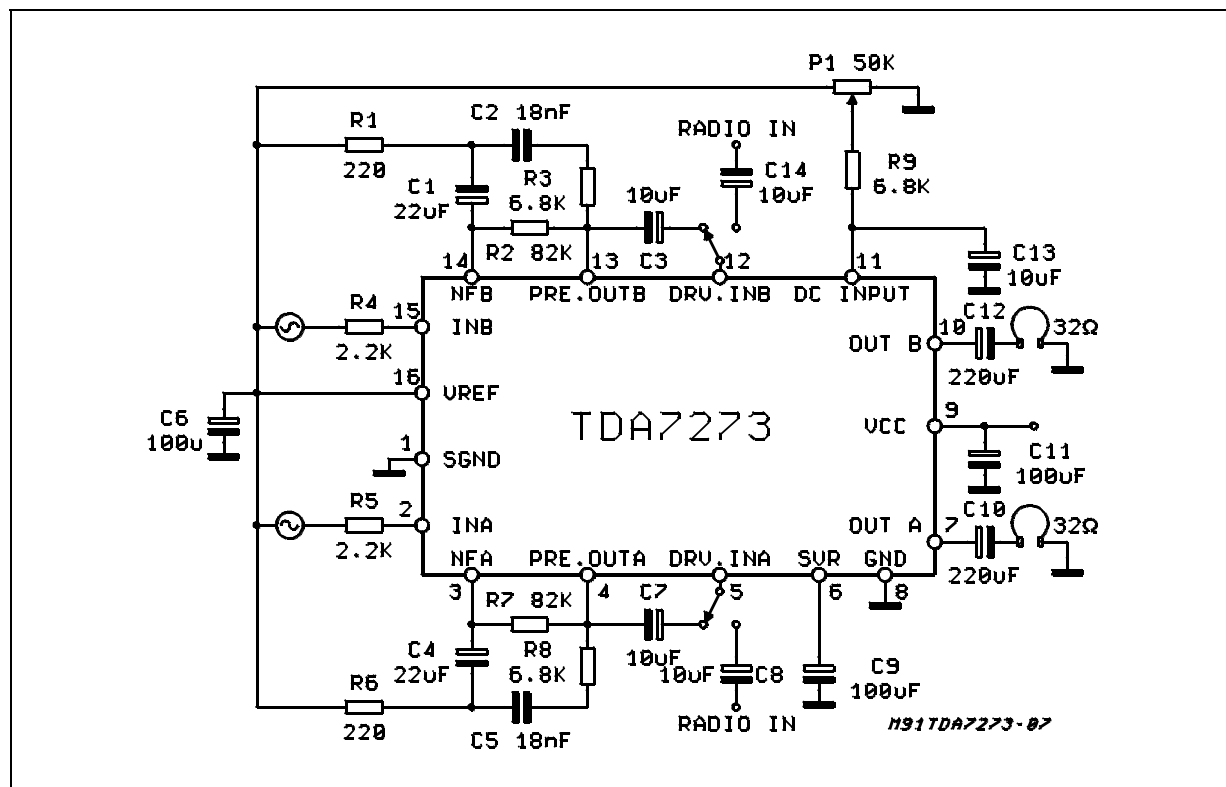 P1 50K
C2 18nF
R1
220
RADIO IN
C1
22uF
R3
6.8K
10uF
C14
10uF
R9
6.8K
R2 82K
C3
C13
10uF
14
13
12
11
NFB
PRE.OUTB
DRV.INB
DC INPUT
R4
2.2K
15
INB
C12
10
OUT B
220uF
32Ω
16
VREF
C6
100u
TDA7273
9
VCC
C11
100uF
1
SGND
R5
2.2K
2
INA
C10
OUT A
7
220uF
32Ω
NFA
PRE.OUTA
DRV.INA
SVR
GND
3
4
5
6
8
R7 82K
C7
C4
22uF
R8
6.8K
10uF
10uF
C8
C9
100uF
R6
220
C5 18nF
RADIO IN
M91TDA7273-07